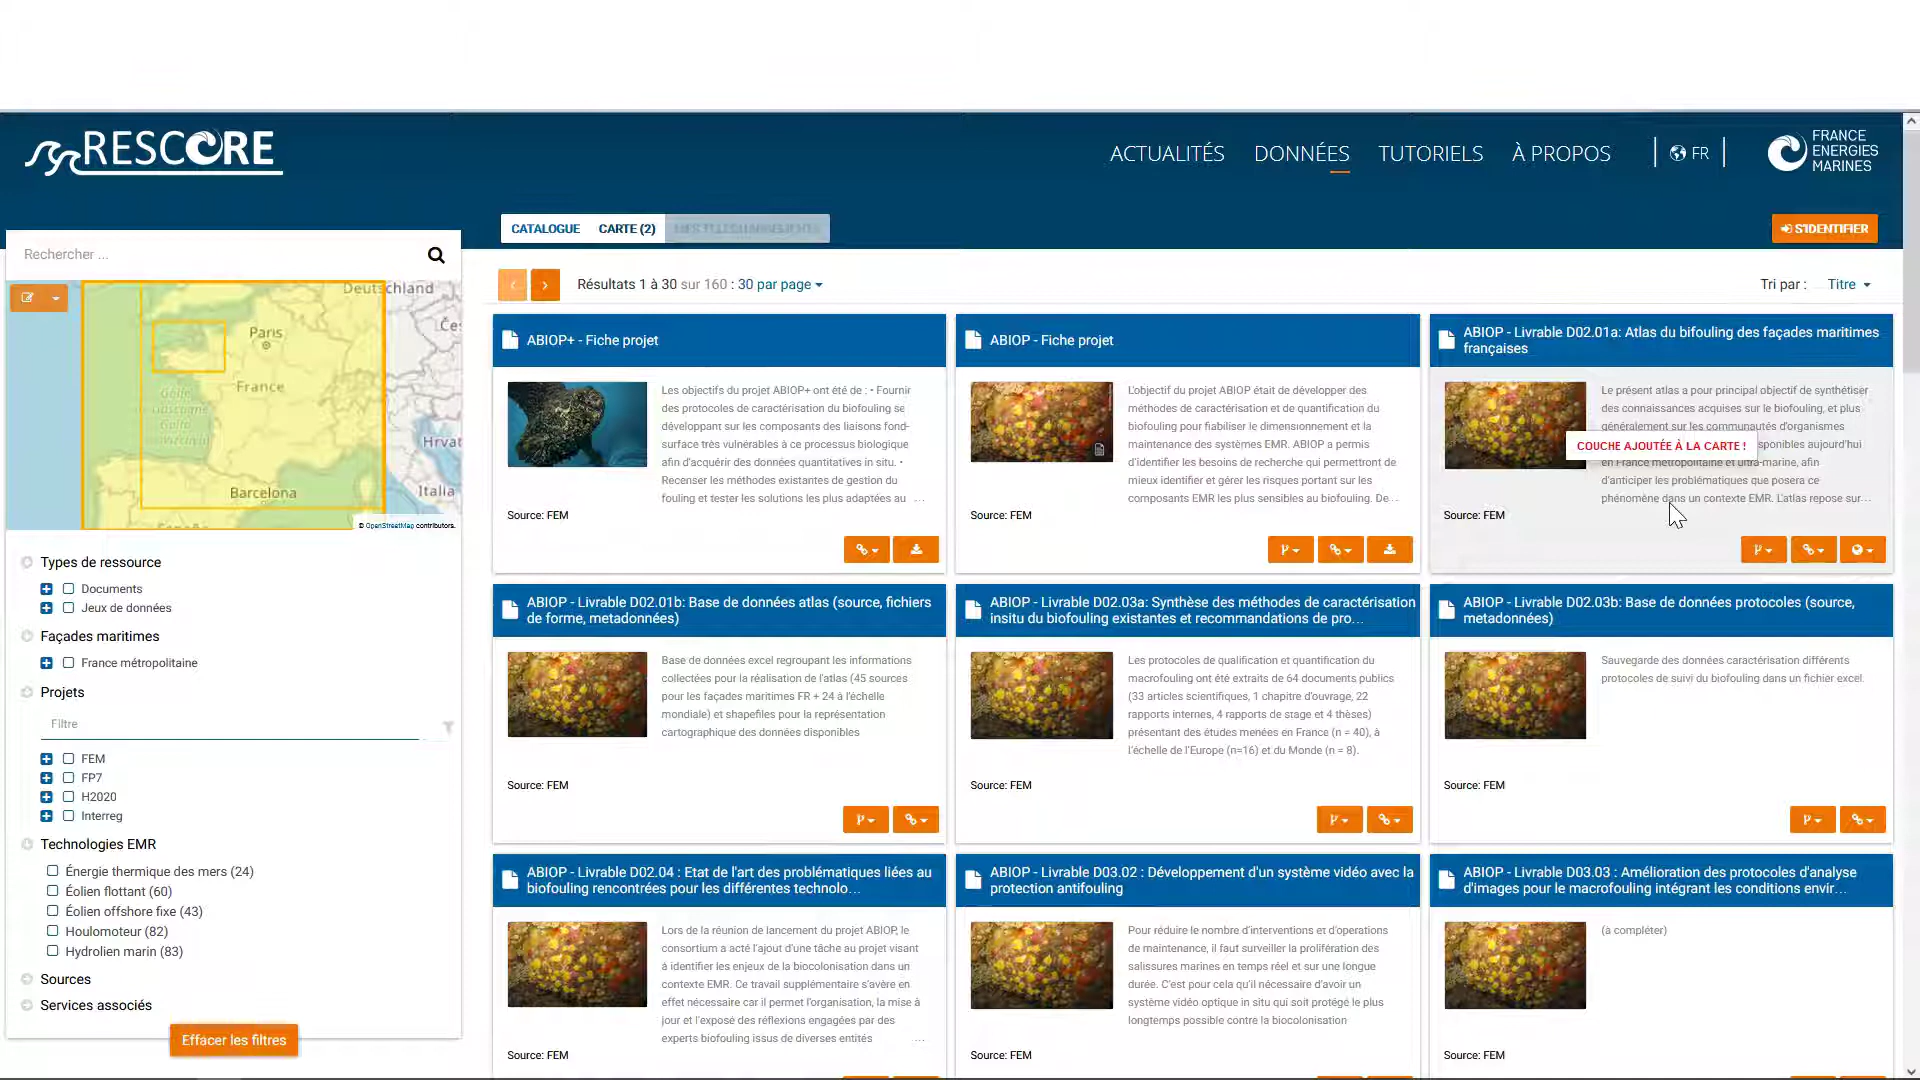 RESCORE
ACTUALITÉS
DONNÉES
TUTORIELS
À PROPOS
FR
FRANCE
ENERGIES
MARINES
CATALOGUE
CARTE (2)
S'IDENTIFIER
Rechercher ...
Deutschland
Paris
France
Golfe
Barcelona
Hrvat
Italia
© OpenStreetMap contributors.
Types de ressource
Documents
Jeux de données
Façades maritimes
France métropolitaine
Projets
Filtre
FEM
FP7
H2020
Interreg
Technologies EMR
Énergie thermique des mers (24)
Éolien flottant (60)
Éolien offshore fixe (43)
Houlomoteur (82)
Hydrolien marin (83)
Sources
Services associés
Effacer les filtres
Résultats 1 à 30 sur 160 : 30 par page
Tri par : Titre
ABIOP+ - Fiche projet
Les objectifs du projet ABIOP+ ont été de : • Fournir
des protocoles de caractérisation du biofouling se
développant sur les composants des liaisons fond-
surface très vulnérables à ce processus biologique
afin d'acquérir des données quantitatives in situ. •
Recenser les méthodes existantes de gestion du
fouling et tester les solutions les plus adaptées au ...
Source: FEM
ABIOP - Fiche projet
L'objectif du projet ABIOP était de développer des
méthodes de caractérisation et de quantification du
biofouling pour fiabiliser le dimensionnement et la
maintenance des systèmes EMR. ABIOP a permis
d'identifier les besoins de recherche qui permettront de
mieux identifier et gérer les risques portant sur les
composants EMR les plus sensibles au biofouling. De...
Source: FEM
ABIOP - Livrable D02.01a: Atlas du bifouling des façades maritimes
françaises
Le présent atlas a pour principal objectif de synthétiser
des connaissances acquises sur le biofouling, et plus
généralement sur les communautés d'organismes
COUCHE AJOUTÉE À LA CARTE !
sponibles aujourd'hui
en France métropolitaine et ultra-marine, afin
d'anticiper les problématiques que posera ce
phénomène dans un contexte EMR. L'atlas repose sur...
Source: FEM
ABIOP - Livrable D02.01b: Base de données atlas (source, fichiers
de forme, metadonnées)
Base de données excel regroupant les informations
collectées pour la réalisation de l'atlas (45 sources
pour les façades maritimes FR + 24 à l'échelle
mondiale) et shapefiles pour la représentation
cartographique des données disponibles
Source: FEM
ABIOP - Livrable D02.03a: Synthèse des méthodes de caractérisation
insitu du biofouling existantes et recommandations de pro...
Les protocoles de qualification et quantification du
macrofouling ont été extraits de 64 documents publics
(33 articles scientifiques, 1 chapitre d'ouvrage, 22
rapports internes, 4 rapports de stage et 4 thèses)
présentant des études menées en France (n = 40), à
l'échelle de l'Europe (n=16) et du Monde (n = 8).
Source: FEM
ABIOP - Livrable D02.03b: Base de données protocoles (source,
metadonnées)
Sauvegarde des données caractérisation différents
protocoles de suivi du biofouling dans un fichier excel.
Source: FEM
ABIOP - Livrable D02.04 : Etat de l'art des problématiques liées au
biofouling rencontrées pour les différentes technolo...
Lors de la réunion de lancement du projet ABIOP, le
consortium a acté l'ajout d'une tâche au projet visant
à identifier les enjeux de la biocolonisation dans un
contexte EMR. Ce travail supplémentaire s'avère en
effet nécessaire car il permet l'organisation, la mise à
jour et l'exposé des réflexions engagées par des
experts biofouling issus de diverses entités ...
Source: FEM
ABIOP - Livrable D03.02 : Développement d'un système vidéo avec la
protection antifouling
Pour réduire le nombre d'interventions et d'opérations
de maintenance, il faut surveiller la prolifération des
salissures marines en temps réel et sur une longue
durée. C'est pour cela qu'il nécessaire d'avoir un
système vidéo optique in situ qui soit protégé le plus
longtemps possible contre la biocolonisation
Source: FEM
ABIOP - Livrable D03.03 : Amélioration des protocoles d'analyse
d'images pour le macrofouling intégrant les conditions envir...
(a compléter)
Source: FEM